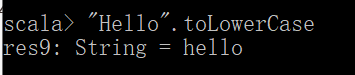 scala> "Hello".toLowerCase
res9: String = hello